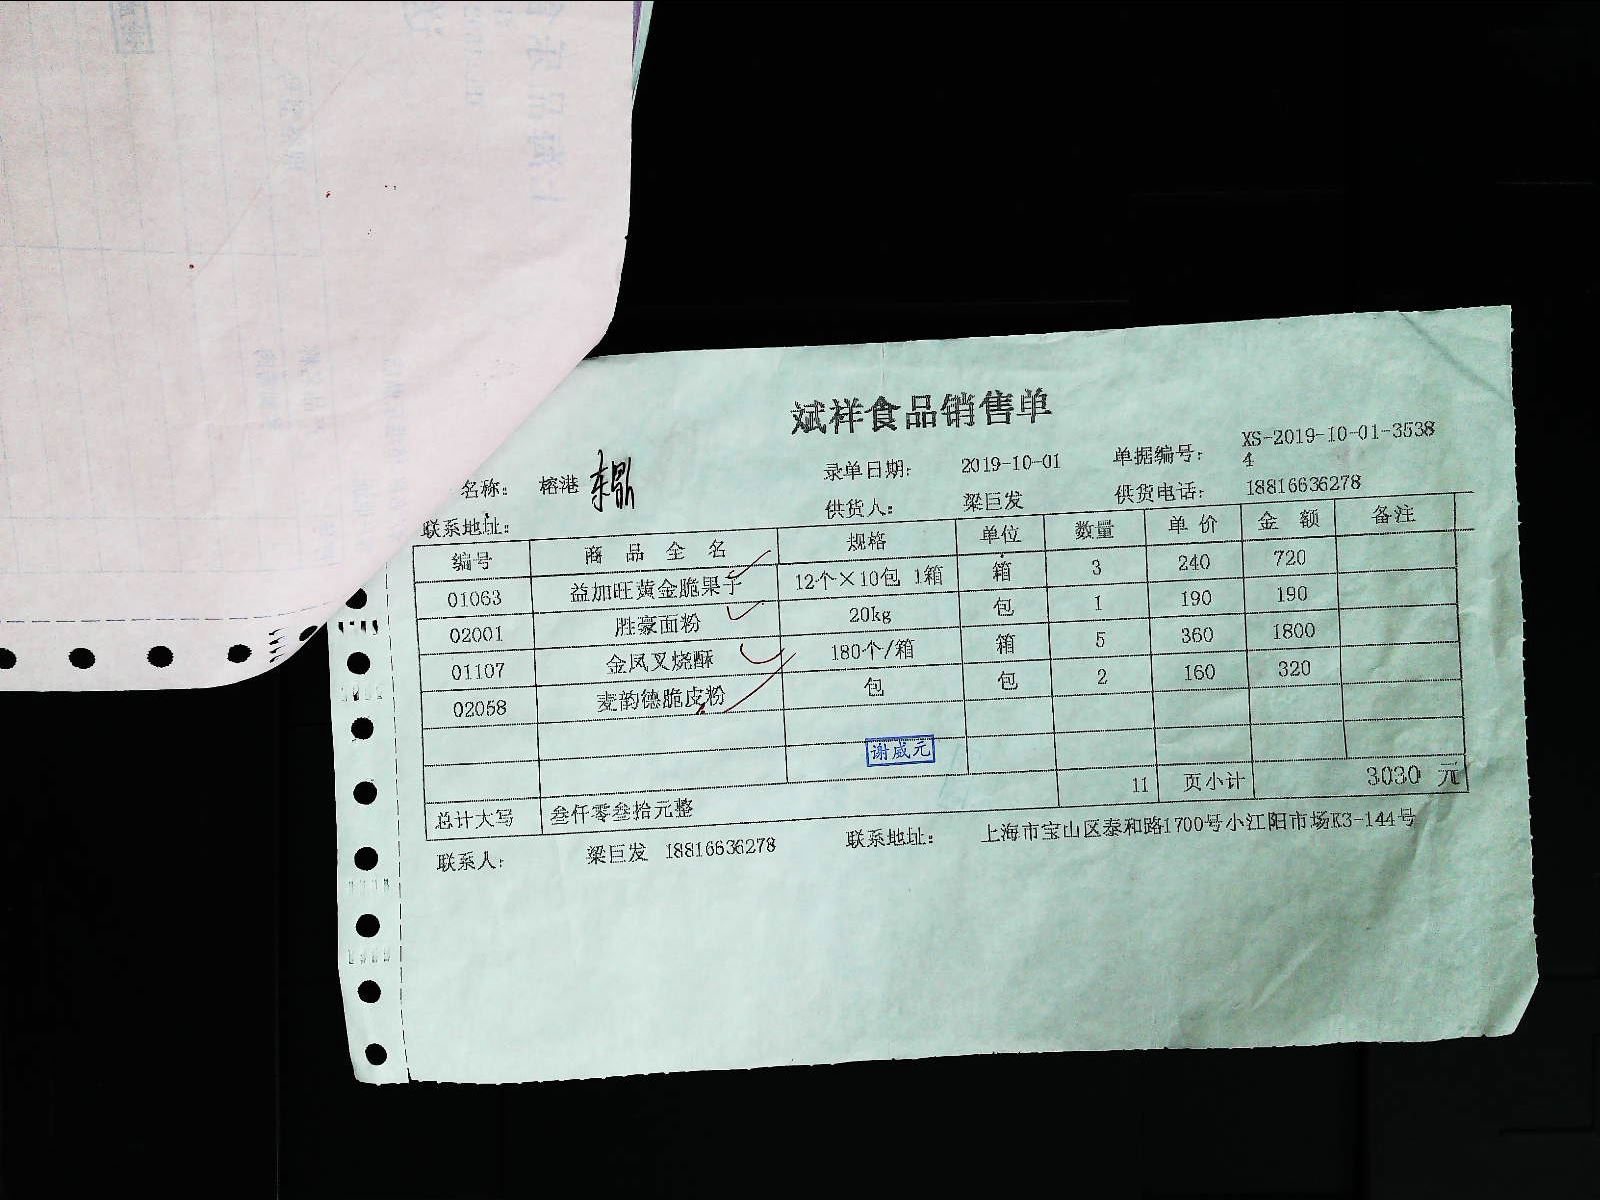 斌祥食品销售单
名称： 榕港 东鼎 录单日期： 2019-10-01 单据编号： XS-2019-10-01-3538
4
联系地址： 供货人： 梁巨发 供货电话： 18816636278
编号 商品全名 规格 单位 数量 单价 金额 备注
01063 益加旺黄金脆果子 12个×10包 1箱 箱 3 240 720
02001 胜豪面粉 20kg 包 1 190 190
01107 金凤叉烧酥 180个/箱 箱 5 360 1800
02058 麦韵德脆皮粉 包 包 2 160 320
谢威元
总计大写 叁仟零叁拾元整 11 页小计 3030 元
联系人： 梁巨发 18816636278 联系地址： 上海市宝山区泰和路1700号小江阳市场K3-144号